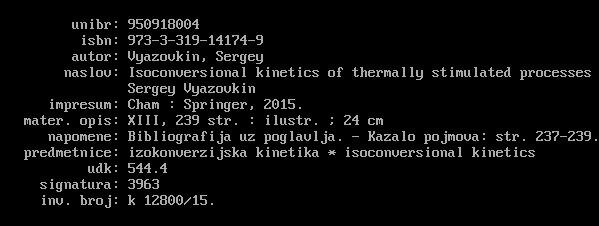 unibr: 950918004
isbn: 973-3-319-14174-9
autor: Vyazovkin, Sergey
naslov: Isoconversional kinetics of thermally stimulated processes
Sergey Vyazovkin
impresum: Cham : Springer, 2015.
mater. opis: XIII, 239 str. : ilustr. ; 24 cm
napomene: Bibliografija uz poglavlja. - Kazalo pojmova: str. 237-239.
predmetnice: izokonverzijska kinetika * isoconversional kinetics
udk: 544.4
signatura: 3963
inv. broj: k 12800/15.